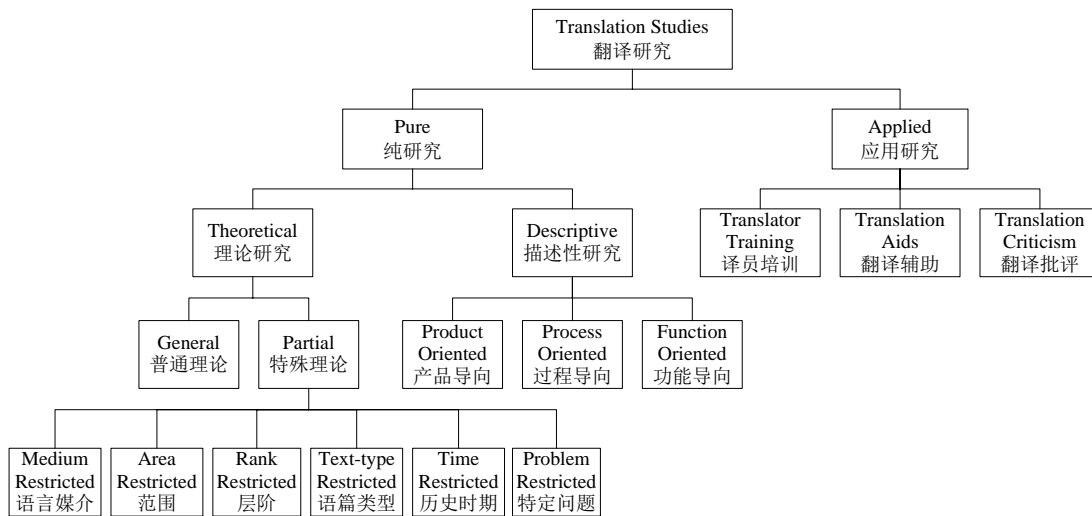 Translation Studies
翻译研究
Pure
纯研究
Applied
应用研究
Theoretical
理论研究
Descriptive
描述性研究
Translator
Training
译员培训
Translation
Aids
翻译辅助
Translation
Criticism
翻译批评
General
普通理论
Partial
特殊理论
Product
Oriented
产品导向
Process
Oriented
过程导向
Function
Oriented
功能导向
Medium
Restricted
语言媒介
Area
Restricted
范围
Rank
Restricted
层阶
Text-type
Restricted
语篇类型
Time
Restricted
历史时期
Problem
Restricted
特定问题